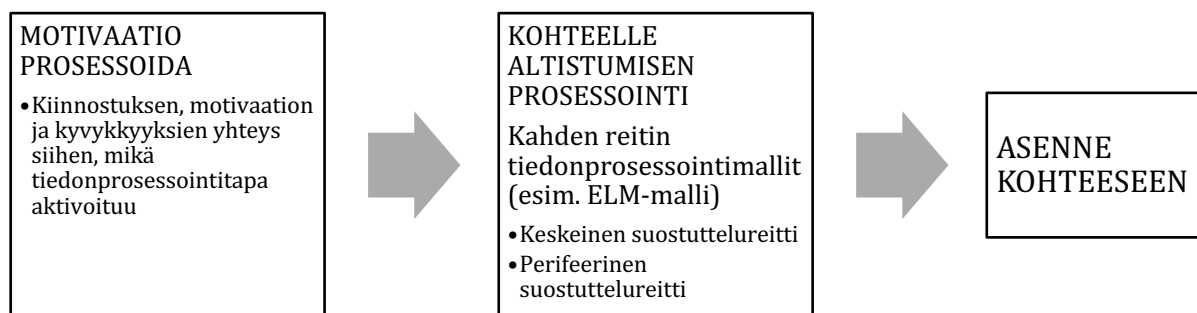 MOTIVAATIO
PROSESSOIDA
•Kiinnostuksen, motivaation
ja kyvykkyyksien yhteys
siihen, mikä
tiedonprosessointitapa
aktivoituu
KOHTEELLE
ALTISTUMISEN
PROSESSOINTI
Kahden reitin
tiedonprosessointimallit
(esim. ELM-malli)
•Keskeinen suostuttelureitti
•Perifeerinen
suostuttelureitti
ASENNE
KOHTEESEEN